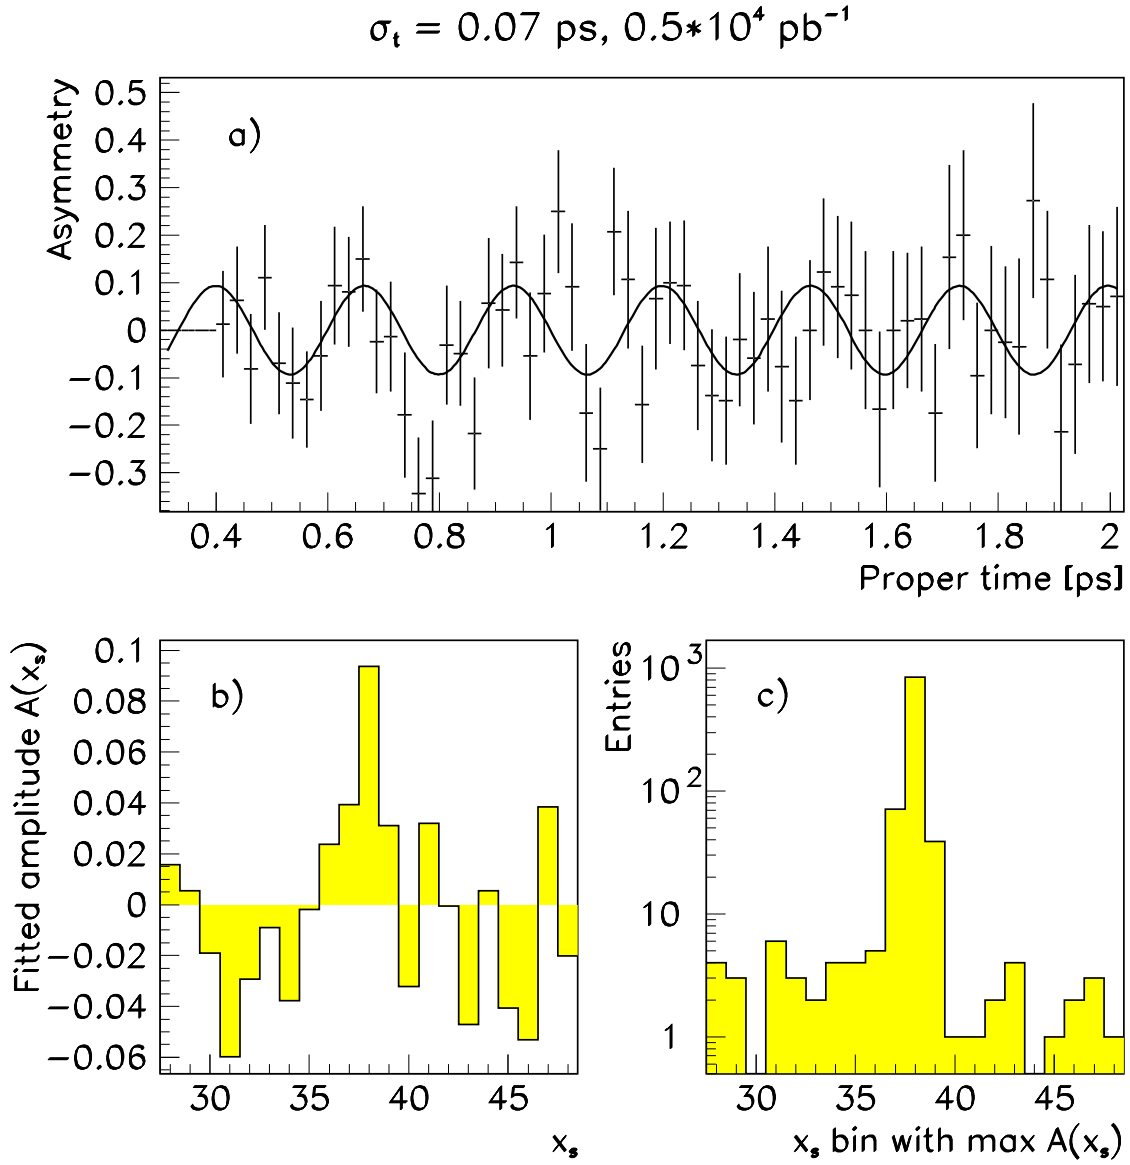 σt = 0.07 ps, 0.5*10⁴ pb⁻¹
Asymmetry
a)
0.5
0.4
0.3
0.2
0.1
0
−0.1
−0.2
−0.3
0.4 0.6 0.8 1 1.2 1.4 1.6 1.8 2
Proper time [ps]
Fitted amplitude A(xs)
b)
0.1
0.08
0.06
0.04
0.02
0
−0.02
−0.04
−0.06
30 35 40 45
xs
Entries
c)
10³
10²
10
1
30 35 40 45
xs bin with max A(xs)